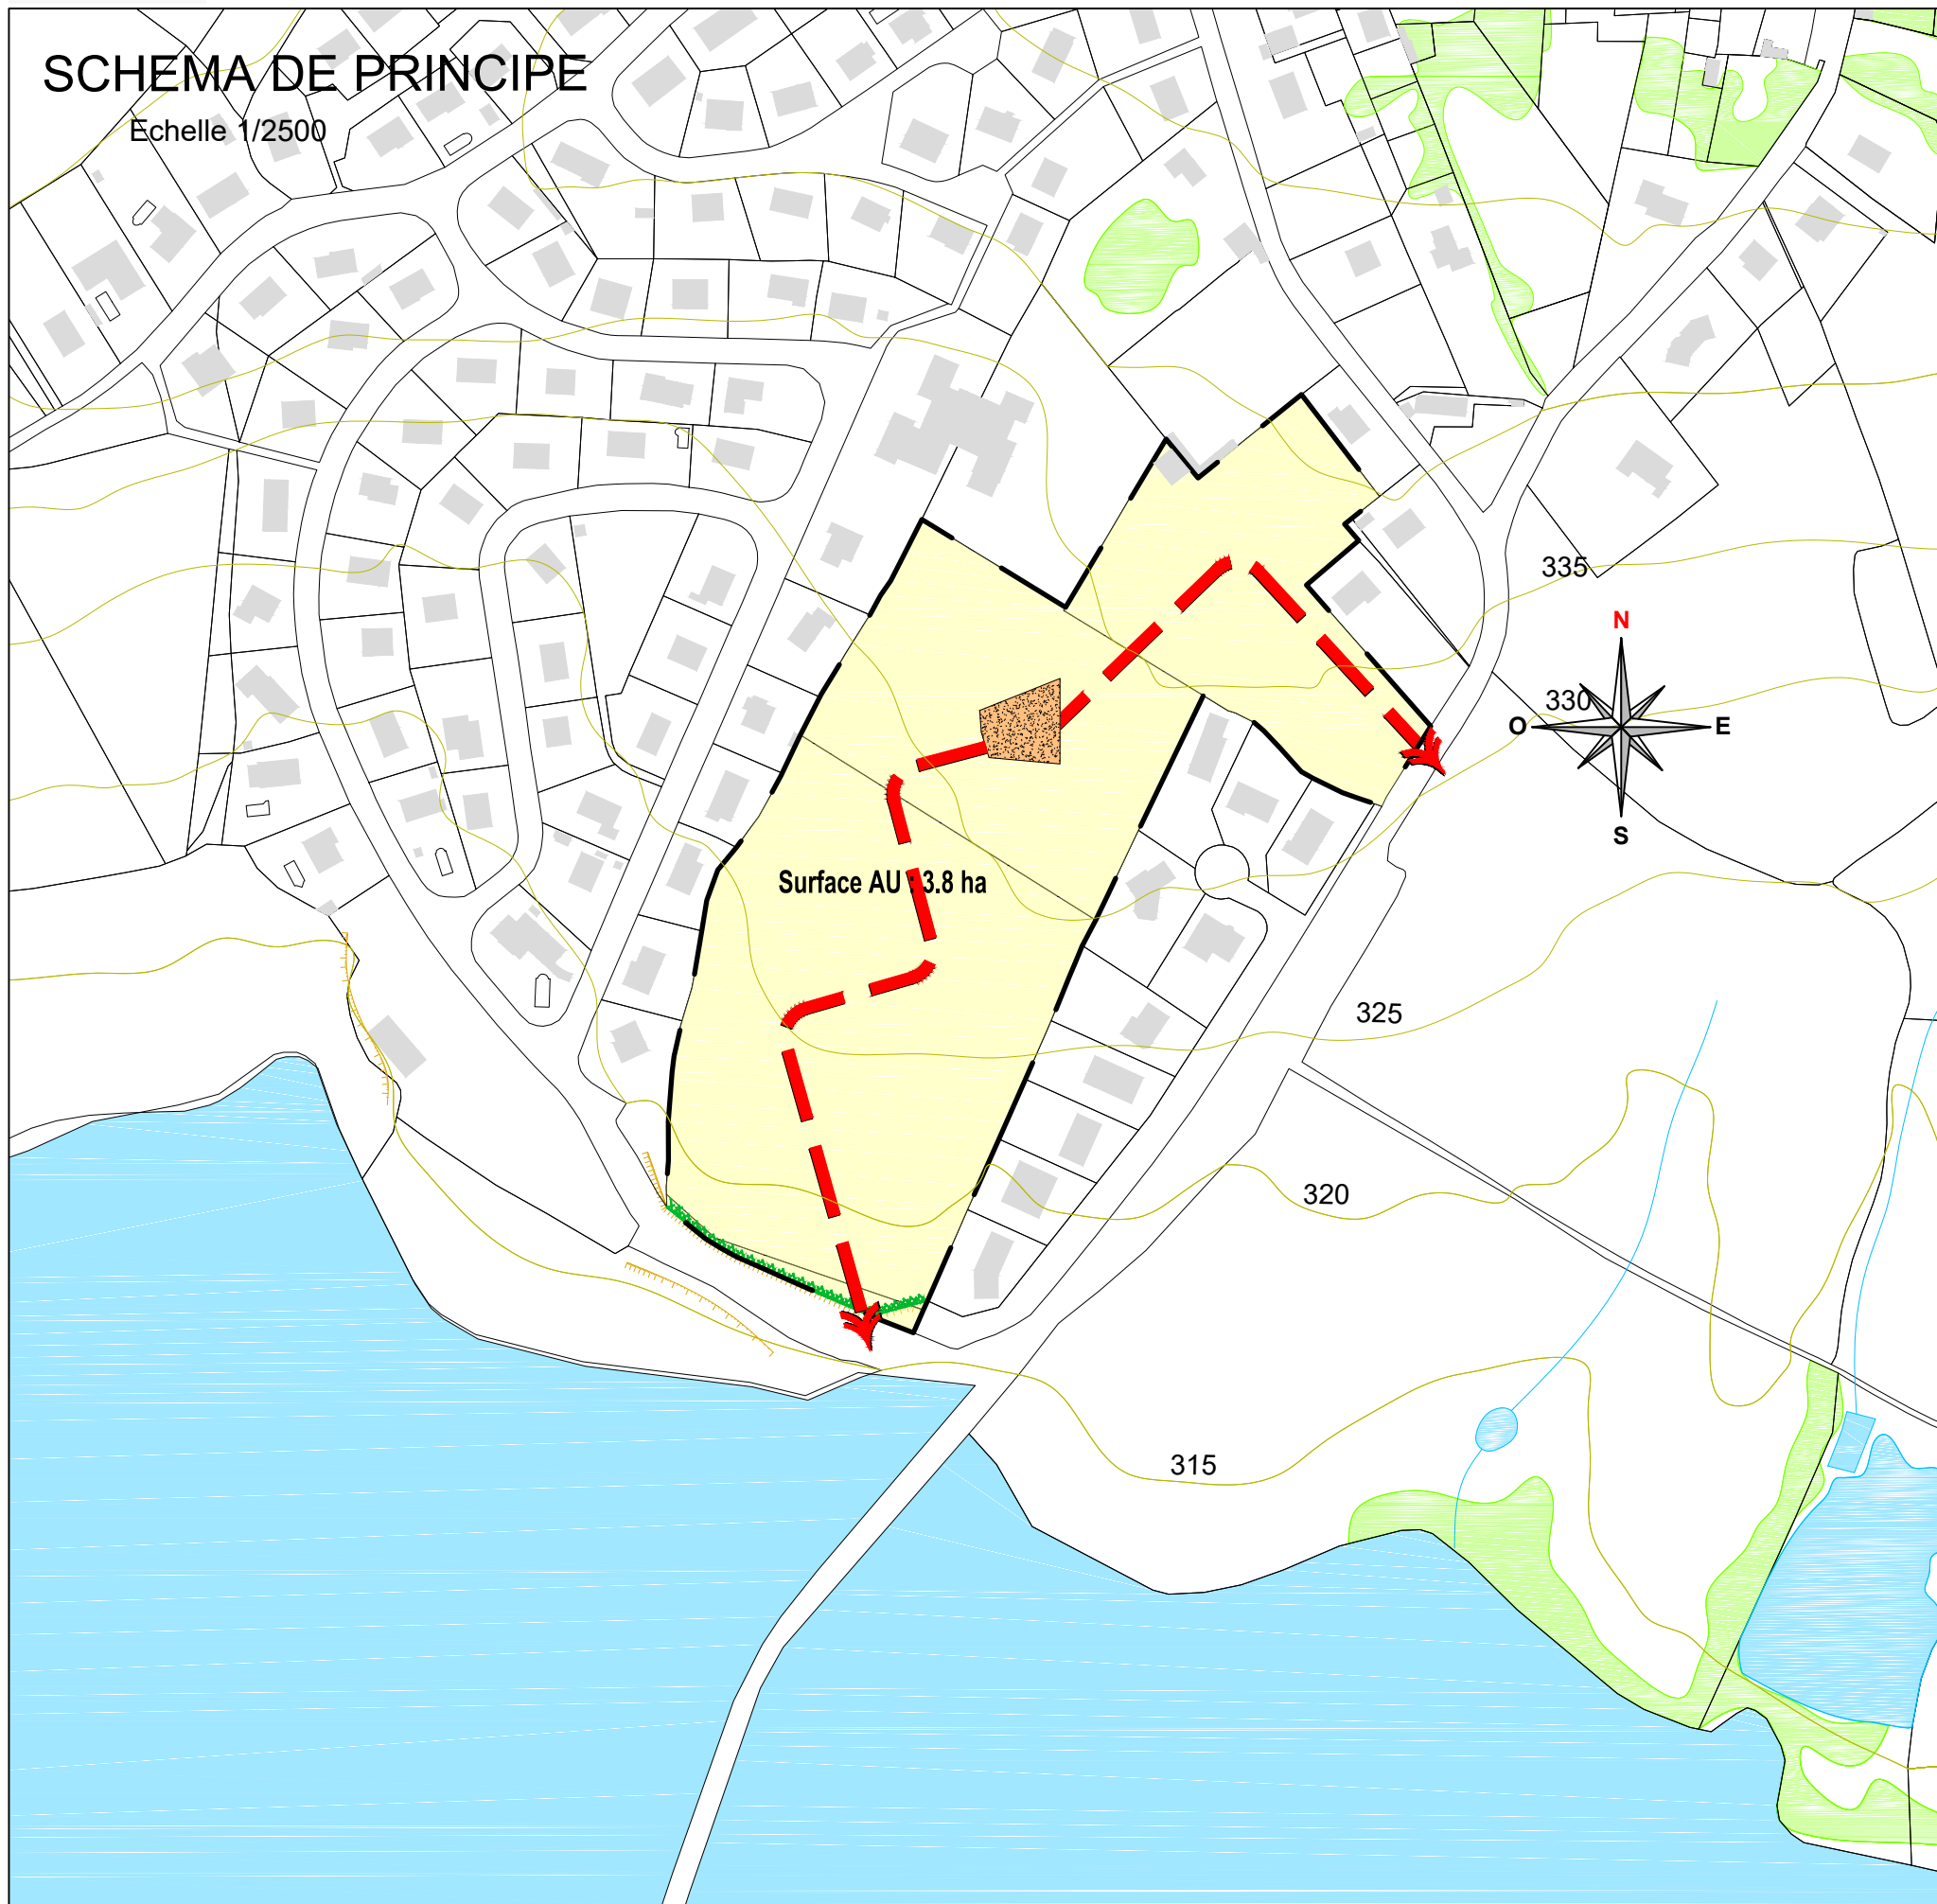 SCHEMA DE PRINCIPE
Echelle 1/2500
335
N
330
O
E
S
Surface AU : 3.8 ha
325
320
315